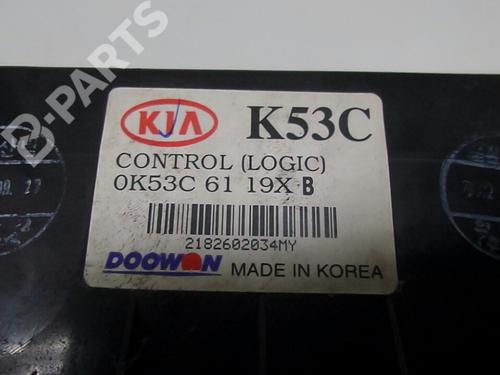 B-PARTS
KIA
K53C
CONTROL (LOGIC)
0K53C 61 19X B
2182602034MY
DOOWON
MADE IN KOREA